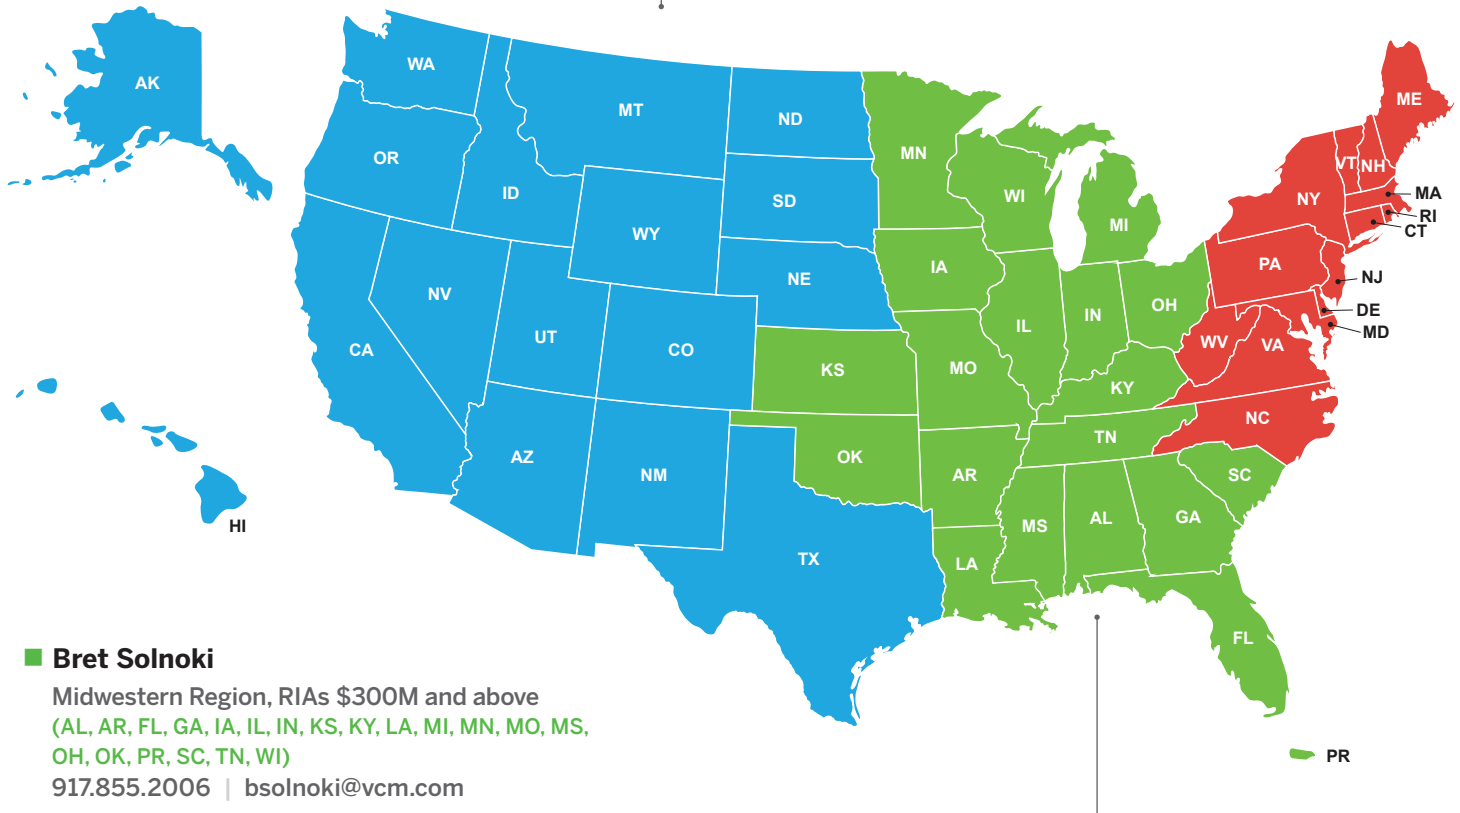 AK
WA
MT
ND
MN
ME
OR
ID
SD
WI
MI
NY
VT
NH
MA
RI
CT
WY
NE
IA
PA
NJ
DE
MD
NV
UT
CO
CA
KS
MO
IL
IN
OH
WV
VA
KY
NC
TN
AZ
NM
OK
AR
SC
MS
AL
GA
HI
TX
LA
FL
PR
Bret Solnoki
Midwestern Region, RIAs $300M and above
(AL, AR, FL, GA, IA, IL, IN, KS, KY, LA, MI, MN, MO, MS,
OH, OK, PR, SC, TN, WI)
917.855.2006 | bsolnoki@vcm.com